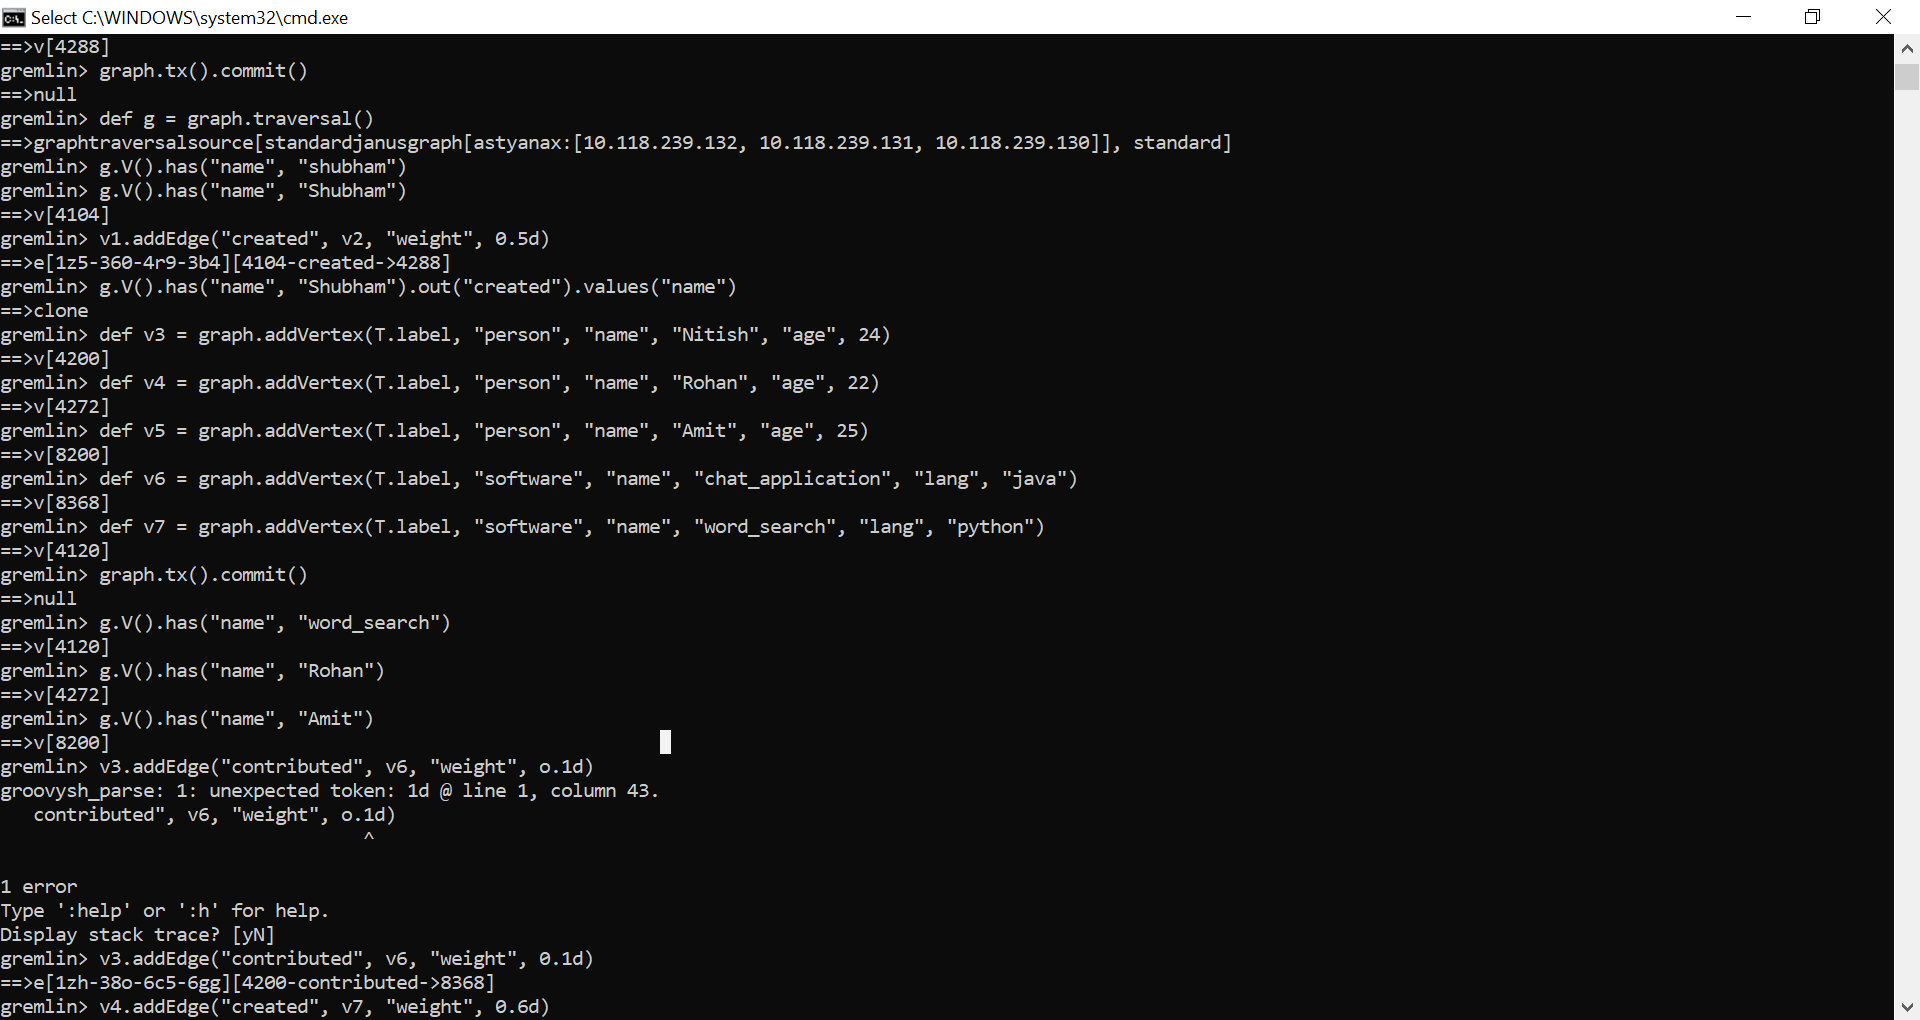 Select C:\WINDOWS\system32\cmd.exe
==>v[4288]
gremlin> graph.tx().commit()
==>null
gremlin> def g = graph.traversal()
==>graphtraversalsource[standardjanusgraph[astyanax:[10.118.239.132, 10.118.239.131, 10.118.239.130]], standard]
gremlin> g.V().has("name", "shubham")
gremlin> g.V().has("name", "Shubham")
==>v[4104]
gremlin> v1.addEdge("created", v2, "weight", 0.5d)
==>e[1z5-360-4r9-3b4][4104-created->4288]
gremlin> g.V().has("name", "Shubham").out("created").values("name")
==>clone
gremlin> def v3 = graph.addVertex(T.label, "person", "name", "Nitish", "age", 24)
==>v[4200]
gremlin> def v4 = graph.addVertex(T.label, "person", "name", "Rohan", "age", 22)
==>v[4272]
gremlin> def v5 = graph.addVertex(T.label, "person", "name", "Amit", "age", 25)
==>v[8200]
gremlin> def v6 = graph.addVertex(T.label, "software", "name", "chat_application", "lang", "java")
==>v[8368]
gremlin> def v7 = graph.addVertex(T.label, "software", "name", "word_search", "lang", "python")
==>v[4120]
gremlin> graph.tx().commit()
==>null
gremlin> g.V().has("name", "word_search")
==>v[4120]
gremlin> g.V().has("name", "Rohan")
==>v[4272]
gremlin> g.V().has("name", "Amit")
==>v[8200]
gremlin> v3.addEdge("contributed", v6, "weight", o.1d)
groovysh_parse: 1: unexpected token: 1d @ line 1, column 43.
   contributed", v6, "weight", o.1d)
                                 ^
1 error
Type ':help' or ':h' for help.
Display stack trace? [yN]
gremlin> v3.addEdge("contributed", v6, "weight", 0.1d)
==>e[1zh-38o-6c5-6gg][4200-contributed->8368]
gremlin> v4.addEdge("created", v7, "weight", 0.6d)